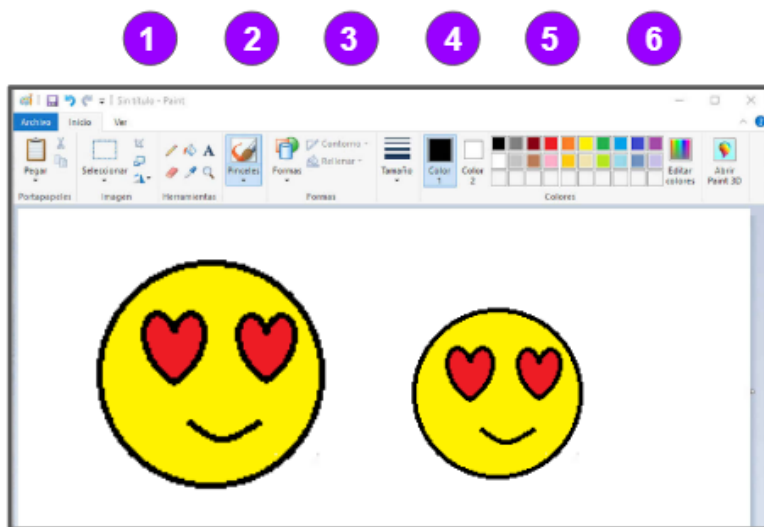 1 2 3 4 5 6
Sin título - Paint
Archivo Inicio Ver
Pegar Seleccionar A Pinceles Formas Contorno Rellenar Tamaño Color 1 Color 2 Editar colores Abrir Paint 3D
Portapapeles Imagen Herramientas Formas Colores